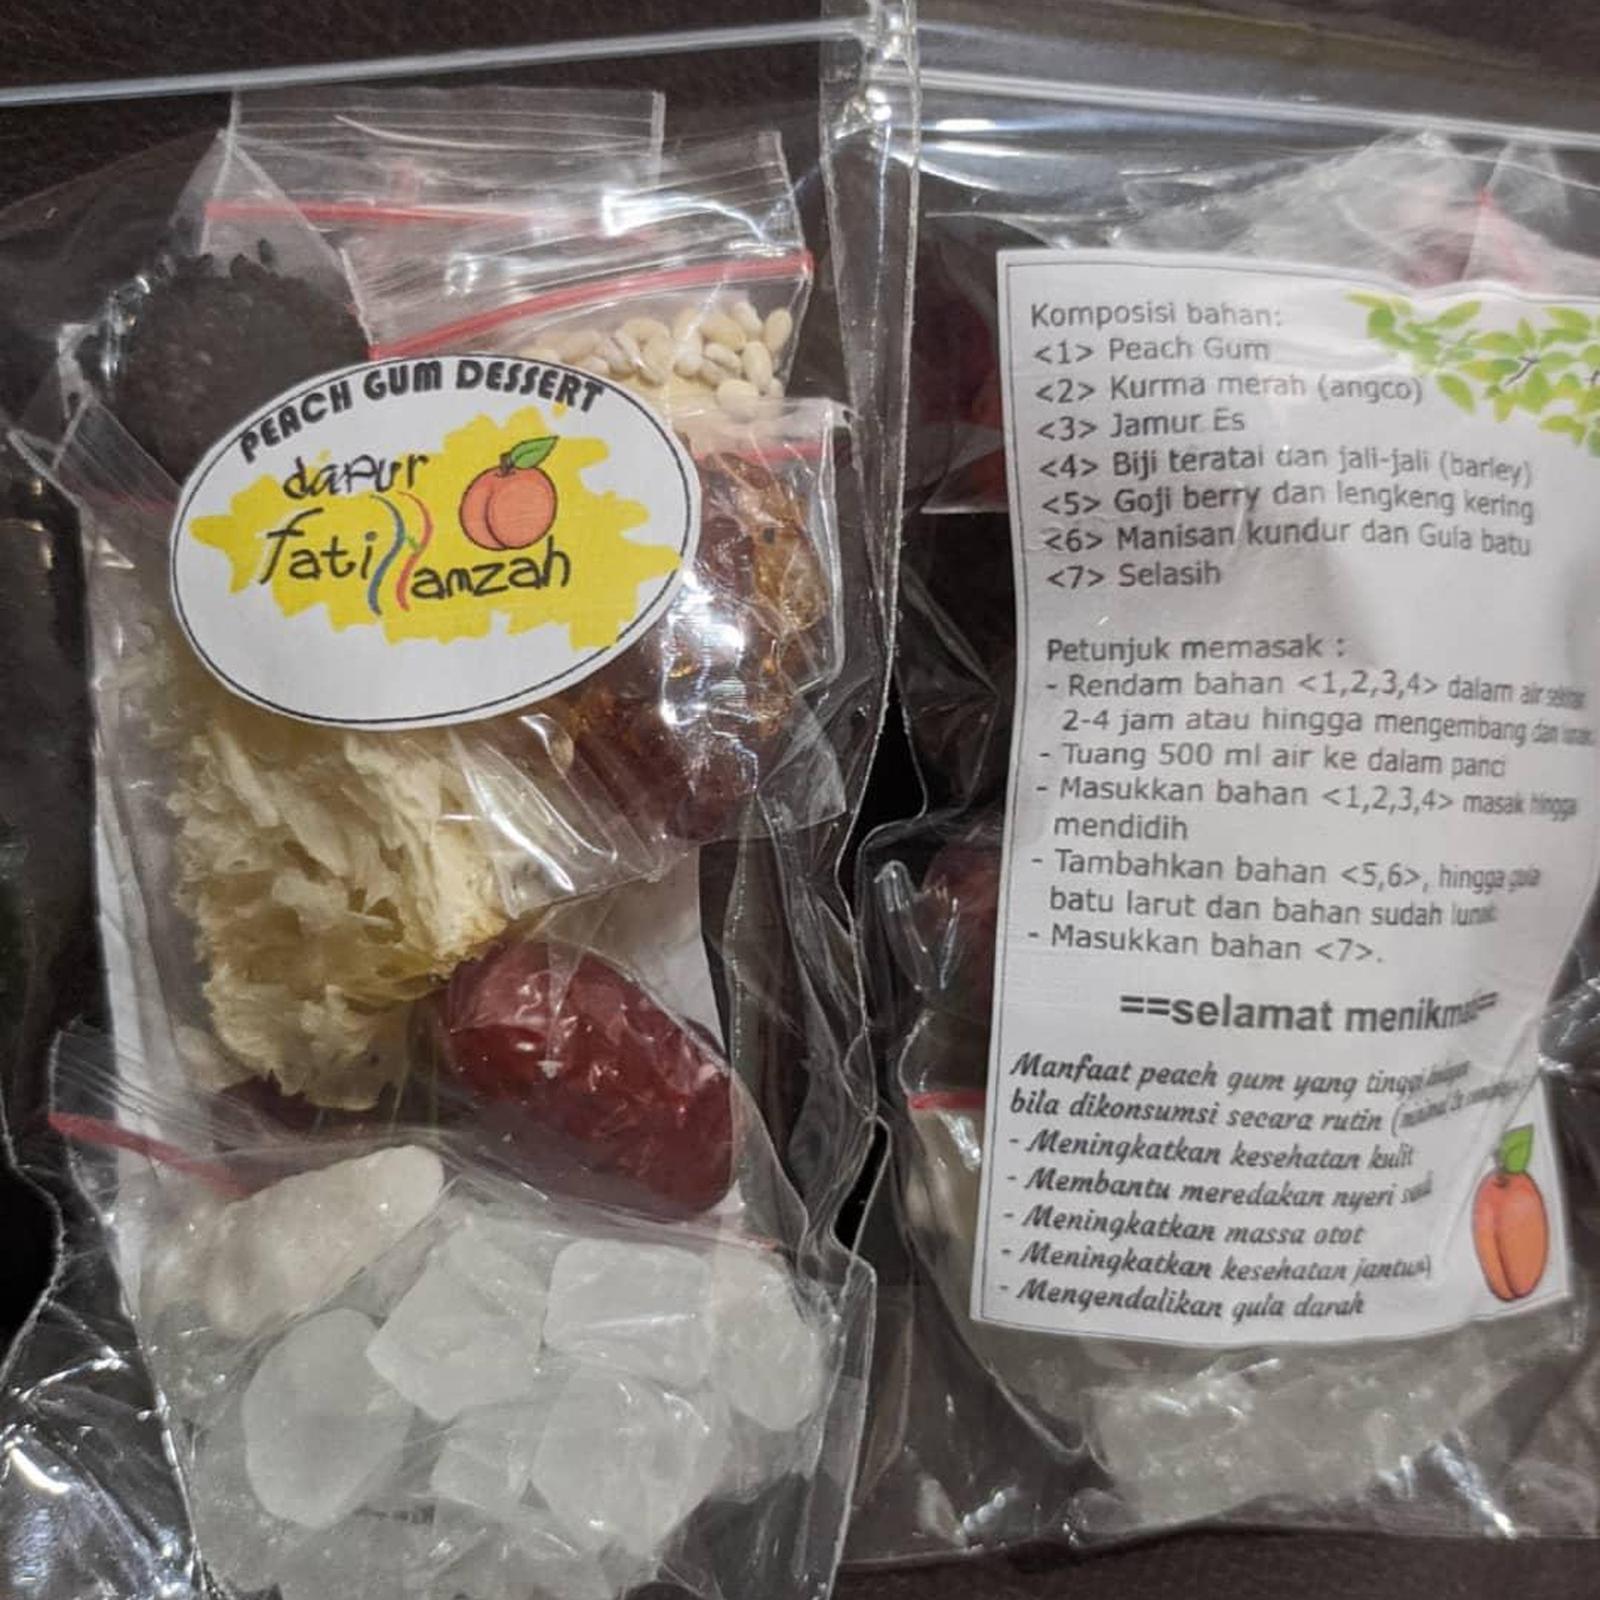 PEACH GUM DESSERT
dapur
fati Hamzah
Komposisi bahan:
<1> Peach Gum
<2> Kurma merah (angco)
<3> Jamur Es
<4> Biji teratai dan jali-jali (barley)
<5> Goji berry dan lengkeng kering
<6> Manisan kundur dan Gula batu
<7> Selasih
Petunjuk memasak :
- Rendam bahan <1,2,3,4> dalam air
2-4 jam atau hingga mengembang dan
- Tuang 500 ml air ke dalam panci
- Masukkan bahan <1,2,3,4> masak hingga
mendidih
- Tambahkan bahan <5,6>, hingga gula
batu larut dan bahan sudah lunak
- Masukkan bahan <7>.
==selamat menikmati==
Manfaat peach gum yang tinggi
bila dikonsumsi secara rutin
- Meningkatkan kesehatan kulit
- Membantu meredakan nyeri
- Meningkatkan massa otot
- Meningkatkan kesehatan jantung
- Mengendalikan gula darah